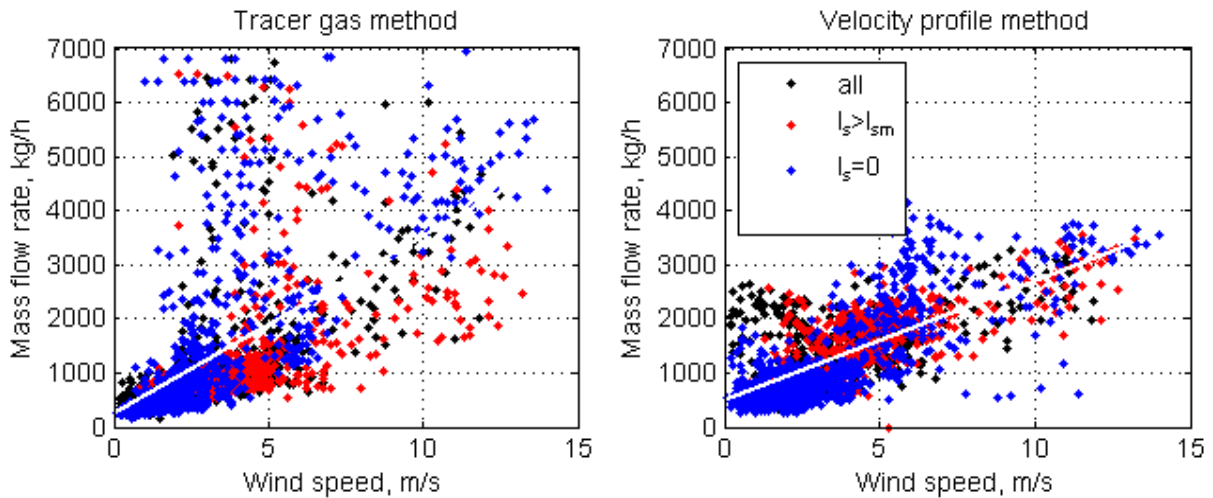 Tracer gas method
7000
6000
5000
4000
3000
2000
1000
0
Mass flow rate, kg/h
0 5 10 15
Wind speed, m/s
Velocity profile method
7000
6000
5000
4000
3000
2000
1000
0
Mass flow rate, kg/h
all
Is>Ism
Is=0
0 5 10 15
Wind speed, m/s